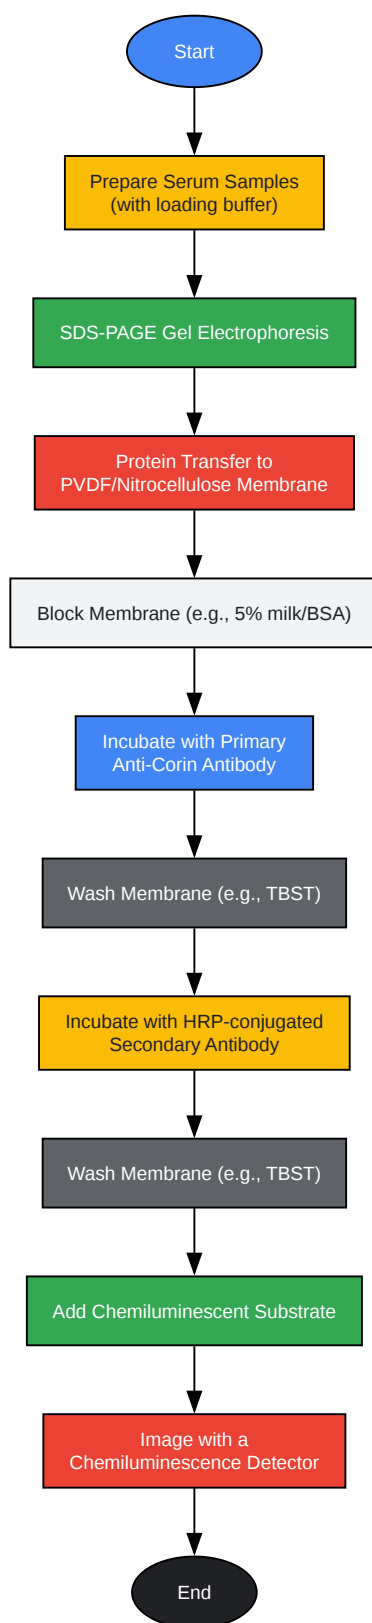 Start
Prepare Serum Samples
(with loading buffer)
SDS-PAGE Gel Electrophoresis
Protein Transfer to
PVDF/Nitrocellulose Membrane
Block Membrane (e.g., 5% milk/BSA)
Incubate with Primary
Anti-Corin Antibody
Wash Membrane (e.g., TBST)
Incubate with HRP-conjugated
Secondary Antibody
Wash Membrane (e.g., TBST)
Add Chemiluminescent Substrate
Image with a
Chemiluminescence Detector
End